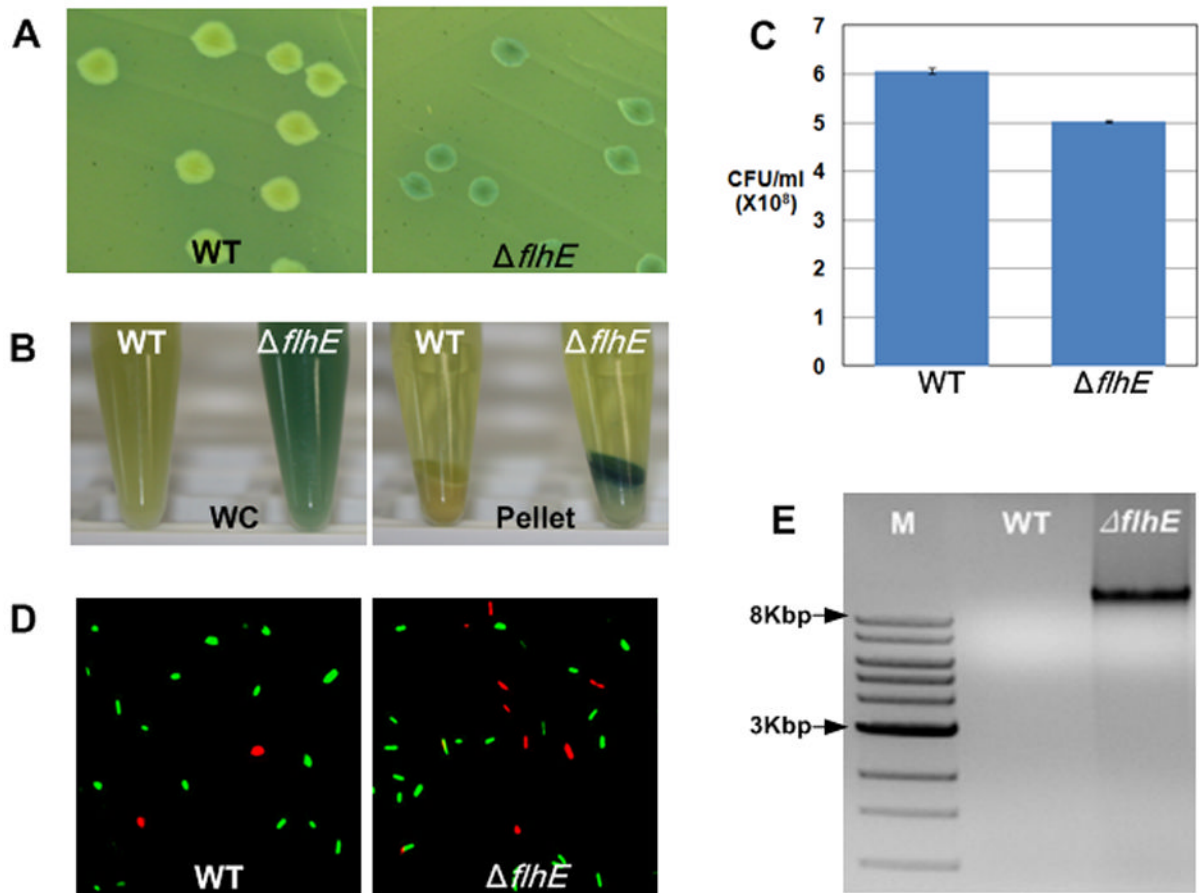 A
WT
ΔflhE
B
WT
ΔflhE
WC
WT
ΔflhE
Pellet
C
7
6
5
4
3
2
1
0
CFU/ml
(X10⁸)
WT
ΔflhE
D
WT
ΔflhE
E
M
WT
ΔflhE
8Kbp
3Kbp